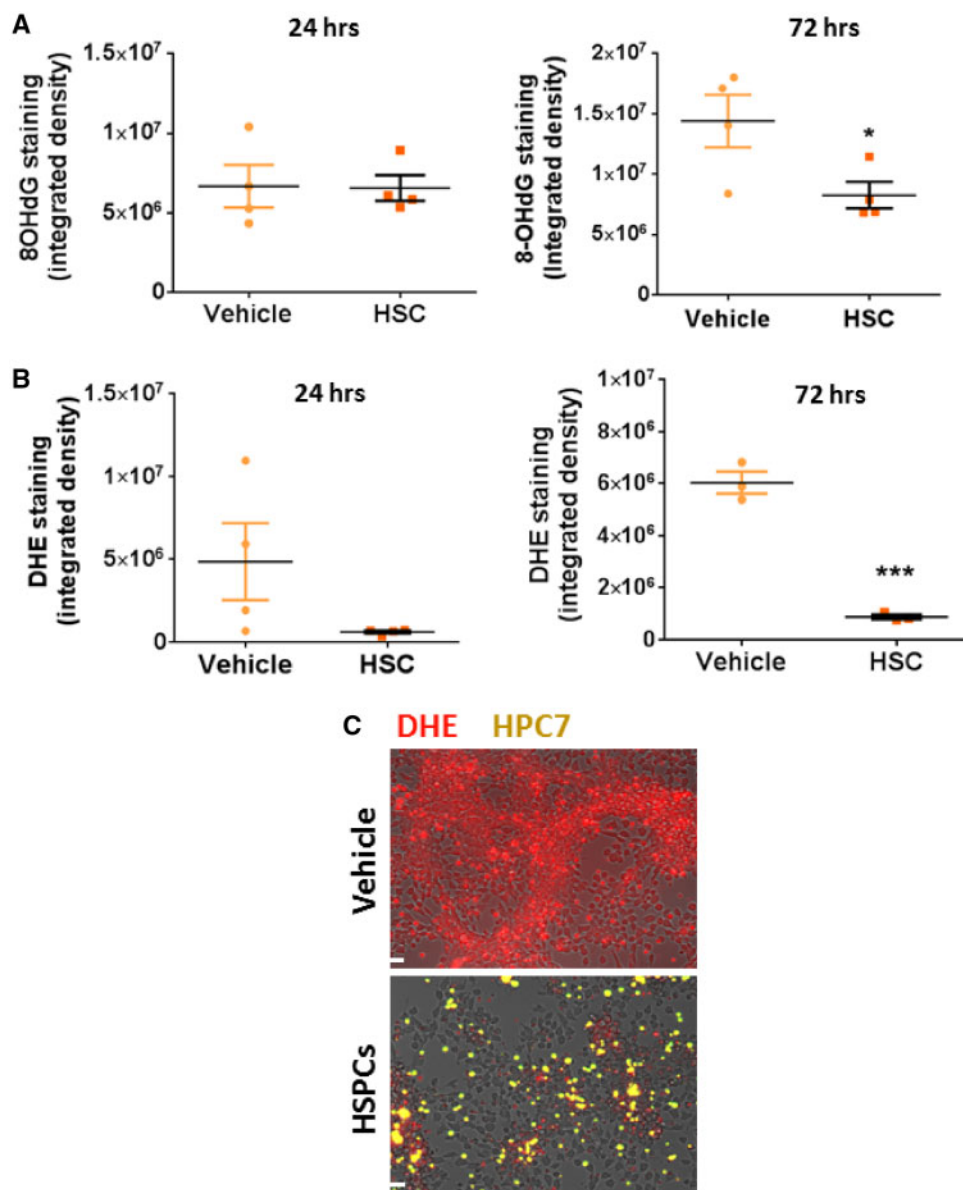 A
24 hrs
8OHdG staining
(integrated density)
1.5×10⁷
1×10⁷
5×10⁶
0
Vehicle HSC
72 hrs
8-OHdG staining
(Integrated density)
2×10⁷
1.5×10⁷
1×10⁷
5×10⁶
0
*
Vehicle HSC
B
24 hrs
DHE staining
(integrated density)
1.5×10⁷
1×10⁷
5×10⁶
0
Vehicle HSC
72 hrs
DHE staining
(integrated density)
1×10⁷
8×10⁶
6×10⁶
4×10⁶
2×10⁶
0
***
Vehicle HSC
C DHE HPC7
Vehicle
HSPCs